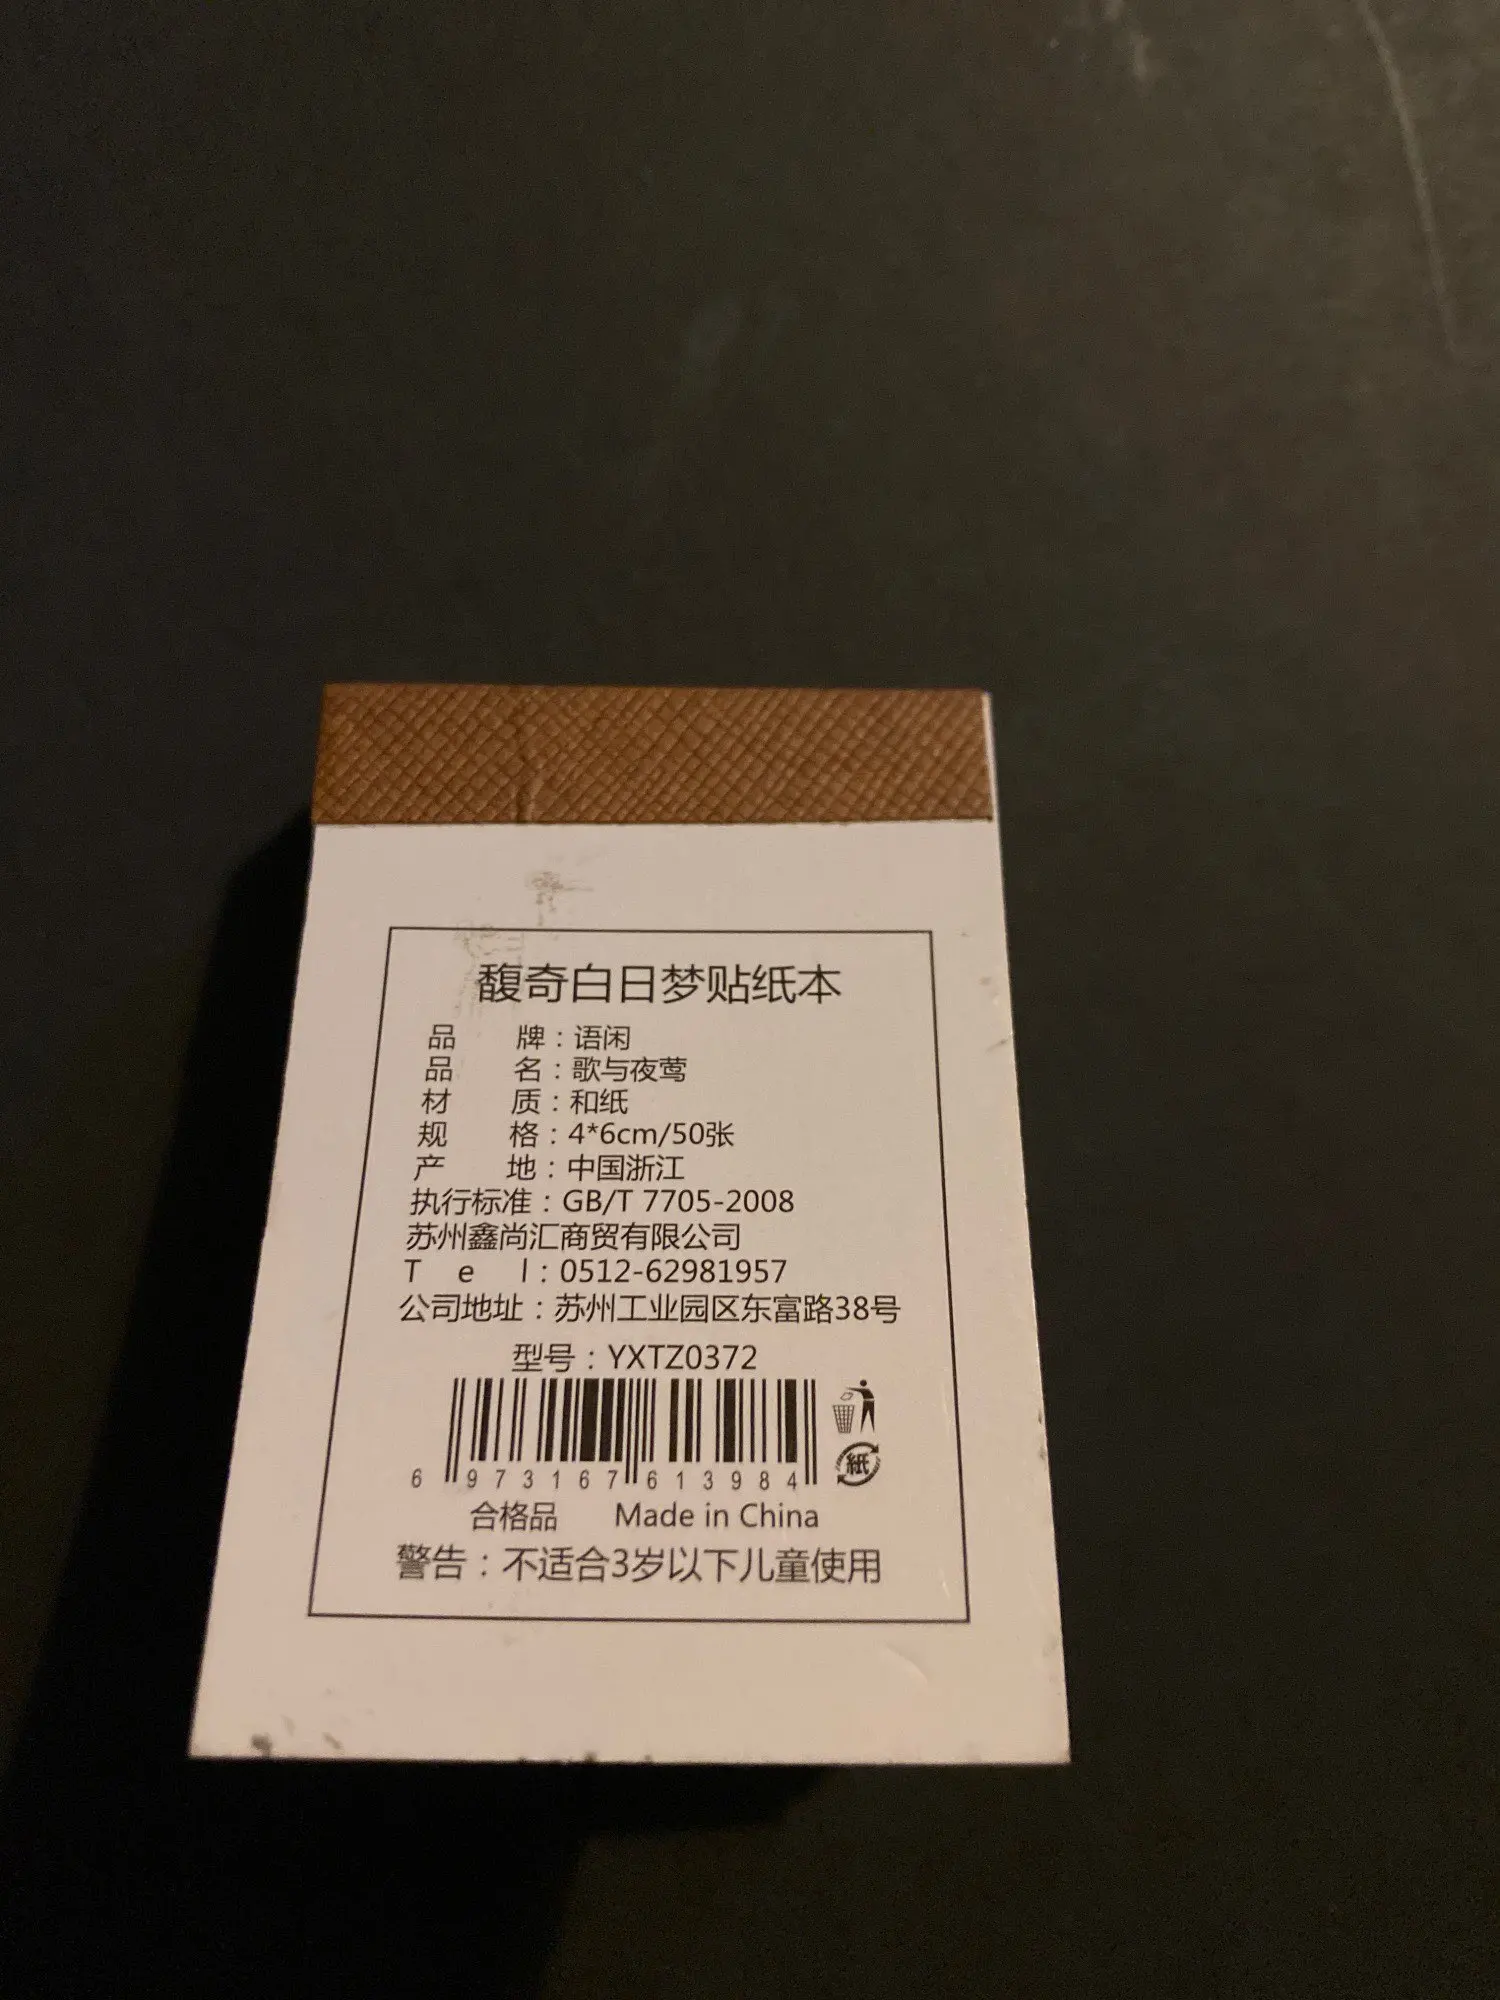 馥奇白日梦贴纸本
品 牌：语闲
品 名：歌与夜莺
材 质：和纸
规 格：4*6cm/50张
产 地：中国浙江
执行标准：GB/T 7705-2008
苏州鑫尚汇商贸有限公司
T e l：0512-62981957
公司地址：苏州工业园区东富路38号
型号：YXTZ0372
6 973167 613984
紙
合格品 Made in China
警告：不适合3岁以下儿童使用